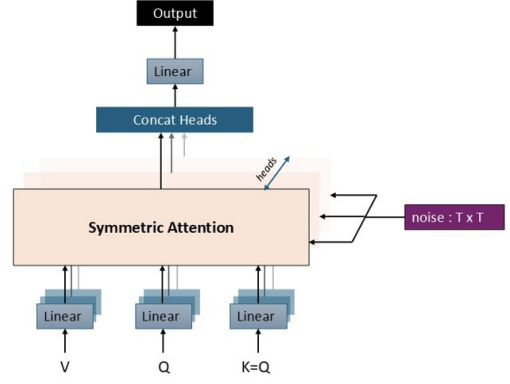 Output
Linear
Concat Heads
heads
Symmetric Attention
noise : T x T
Linear
Linear
Linear
V
Q
K=Q